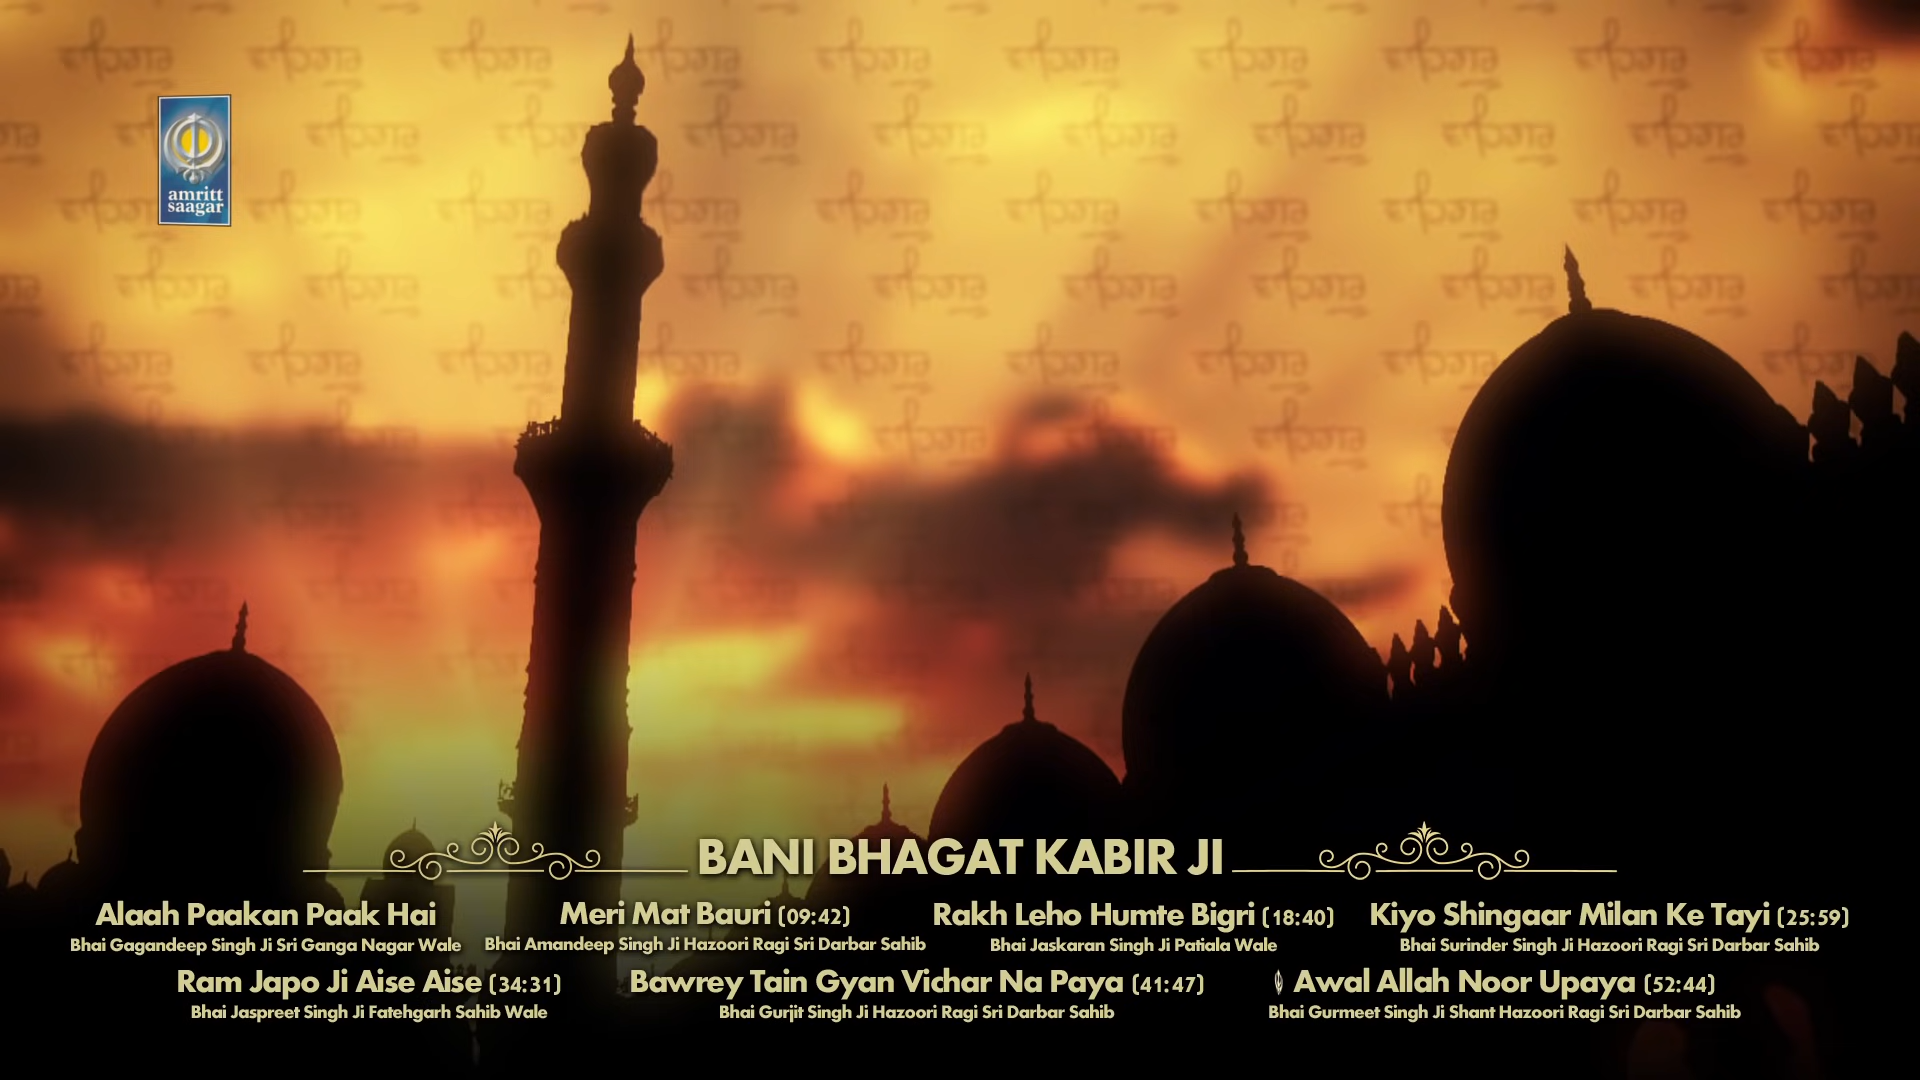 amritt
saagar
BANI BHAGAT KABIR JI
Alaah Paakan Paak Hai
Bhai Gagandeep Singh Ji Sri Ganga Nagar Wale
Meri Mat Bauri (09:42)
Bhai Amandeep Singh Ji Hazoori Ragi Sri Darbar Sahib
Rakh Leho Humte Bigri (18:40)
Bhai Jaskaran Singh Ji Patiala Wale
Kiyo Shingaar Milan Ke Tayi (25:59)
Bhai Surinder Singh Ji Hazoori Ragi Sri Darbar Sahib
Ram Japo Ji Aise Aise (34:31)
Bhai Jaspreet Singh Ji Fatehgarh Sahib Wale
Bawrey Tain Gyan Vichar Na Paya (41:47)
Bhai Gurjit Singh Ji Hazoori Ragi Sri Darbar Sahib
Awal Allah Noor Upaya (52:44)
Bhai Gurmeet Singh Ji Shant Hazoori Ragi Sri Darbar Sahib